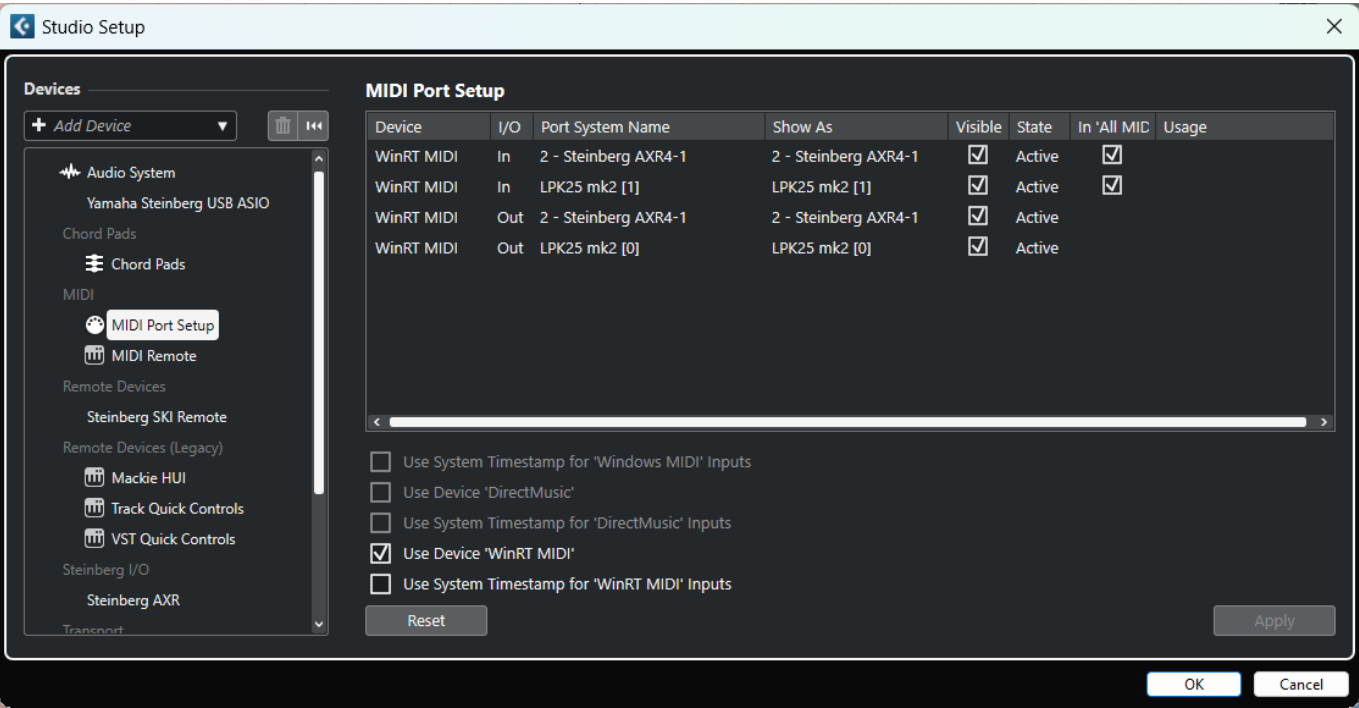 Studio Setup
Devices
Add Device
Audio System
Yamaha Steinberg USB ASIO
Chord Pads
Chord Pads
MIDI
MIDI Port Setup
MIDI Remote
Remote Devices
Steinberg SKI Remote
Remote Devices (Legacy)
Mackie HUI
Track Quick Controls
VST Quick Controls
Steinberg I/O
Steinberg AXR
Transport
MIDI Port Setup
Device I/O Port System Name Show As Visible State In 'All MID Usage
WinRT MIDI In 2 - Steinberg AXR4-1 2 - Steinberg AXR4-1 Active
WinRT MIDI In LPK25 mk2 [1] LPK25 mk2 [1] Active
WinRT MIDI Out 2 - Steinberg AXR4-1 2 - Steinberg AXR4-1 Active
WinRT MIDI Out LPK25 mk2 [0] LPK25 mk2 [0] Active
Use System Timestamp for 'Windows MIDI' Inputs
Use Device 'DirectMusic'
Use System Timestamp for 'DirectMusic' Inputs
Use Device 'WinRT MIDI'
Use System Timestamp for 'WinRT MIDI' Inputs
Reset Apply
OK Cancel